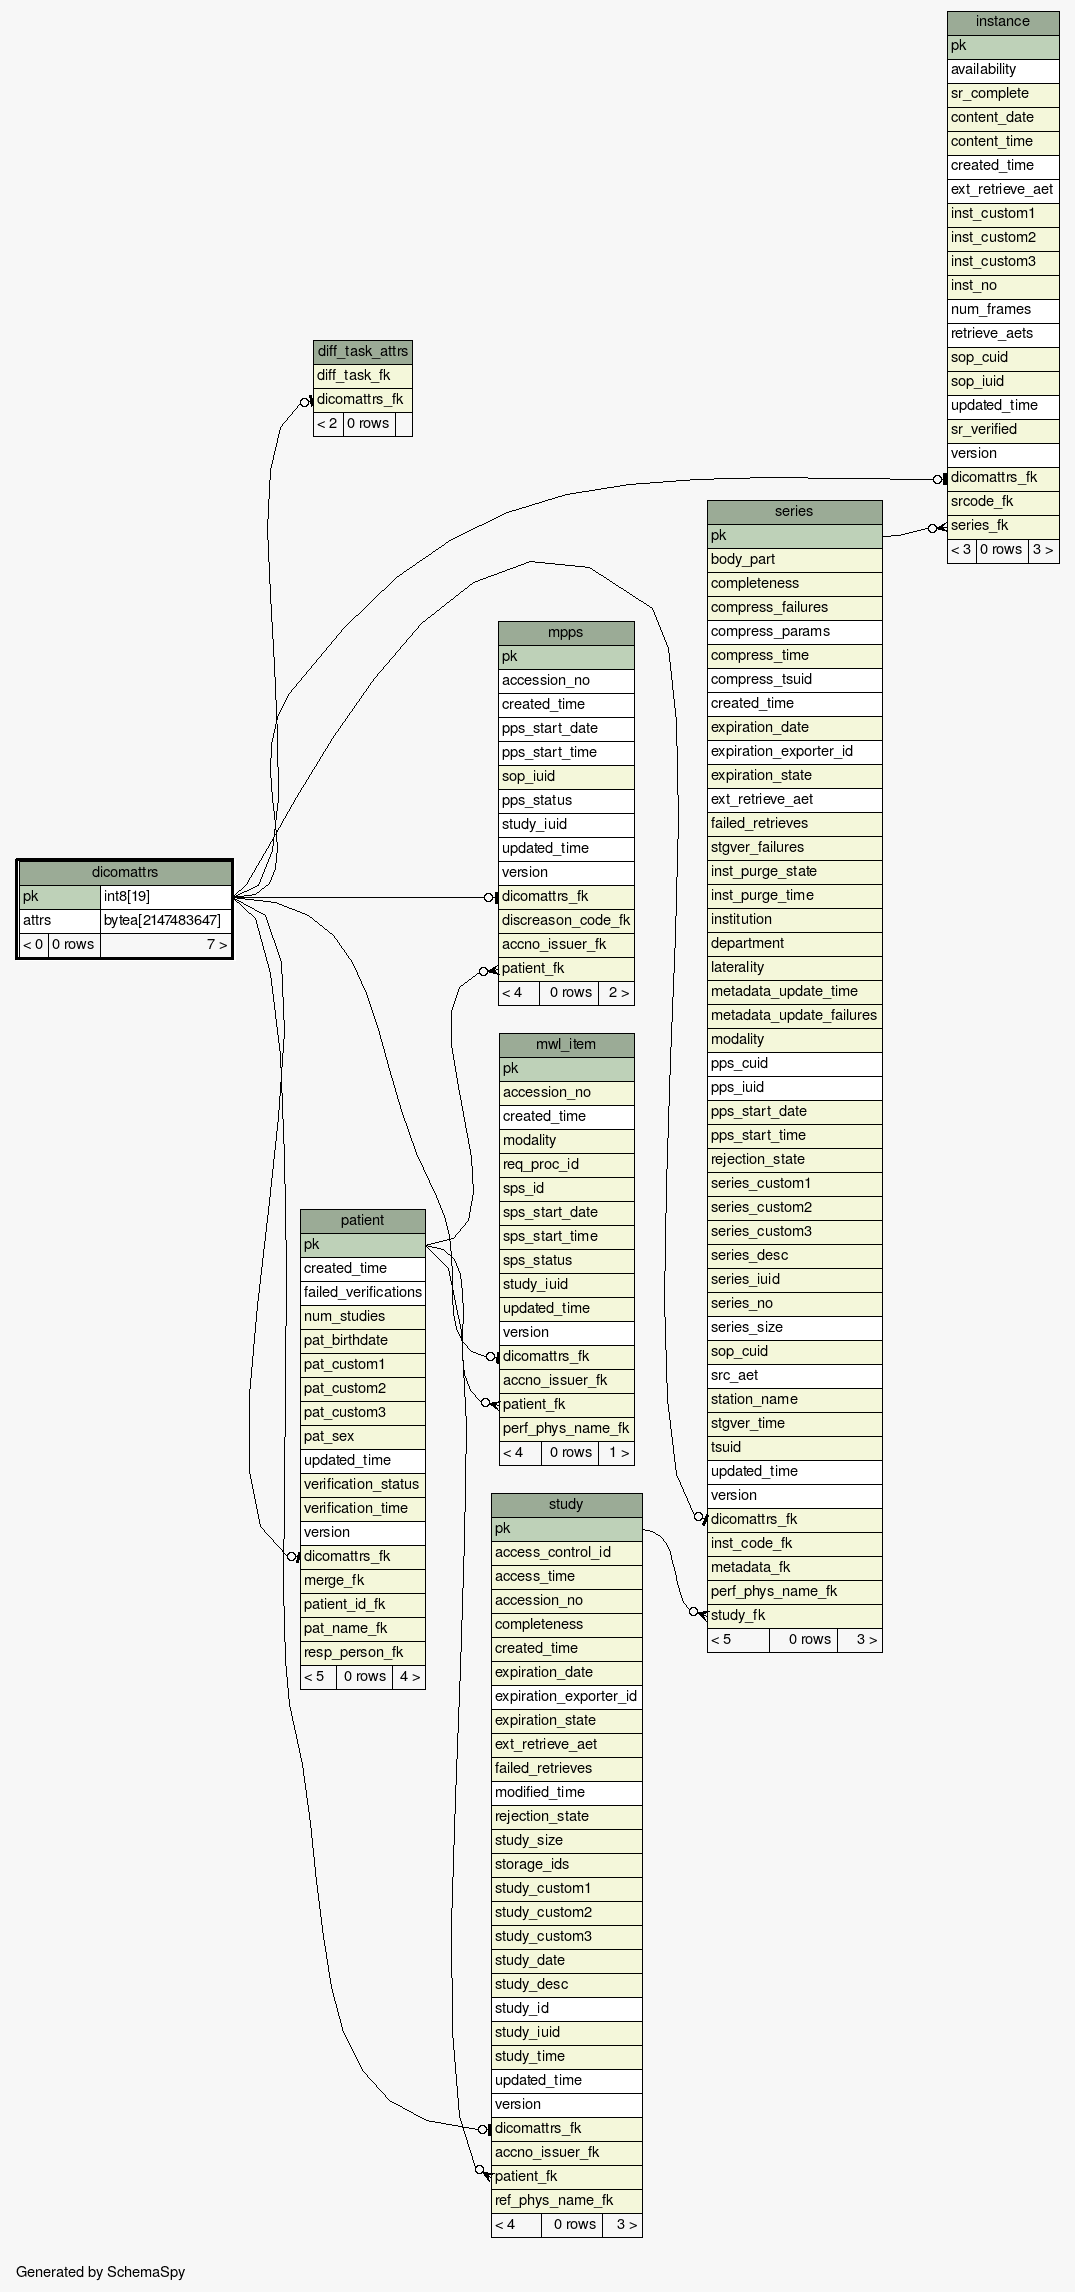 instance
pk
availability
sr_complete
content_date
content_time
created_time
ext_retrieve_aet
inst_custom1
inst_custom2
inst_custom3
inst_no
num_frames
retrieve_aets
sop_cuid
sop_iuid
updated_time
sr_verified
version
dicomattrs_fk
srcode_fk
series_fk
< 3 0 rows 3 >
diff_task_attrs
diff_task_fk
dicomattrs_fk
< 2 0 rows
series
pk
body_part
completeness
compress_failures
compress_params
compress_time
compress_tsuid
created_time
expiration_date
expiration_exporter_id
expiration_state
ext_retrieve_aet
failed_retrieves
stgver_failures
inst_purge_state
inst_purge_time
institution
department
laterality
metadata_update_time
metadata_update_failures
modality
pps_cuid
pps_iuid
pps_start_date
pps_start_time
rejection_state
series_custom1
series_custom2
series_custom3
series_desc
series_iuid
series_no
series_size
sop_cuid
src_aet
station_name
stgver_time
tsuid
updated_time
version
dicomattrs_fk
inst_code_fk
metadata_fk
perf_phys_name_fk
study_fk
< 5 0 rows 3 >
mpps
pk
accession_no
created_time
pps_start_date
pps_start_time
sop_iuid
pps_status
study_iuid
updated_time
version
dicomattrs_fk
discreason_code_fk
accno_issuer_fk
patient_fk
< 4 0 rows 2 >
dicomattrs
pk int8[19]
attrs bytea[2147483647]
< 0 0 rows 7 >
mwl_item
pk
accession_no
created_time
modality
req_proc_id
sps_id
sps_start_date
sps_start_time
sps_status
study_iuid
updated_time
version
dicomattrs_fk
accno_issuer_fk
patient_fk
perf_phys_name_fk
< 4 0 rows 1 >
patient
pk
created_time
failed_verifications
num_studies
pat_birthdate
pat_custom1
pat_custom2
pat_custom3
pat_sex
updated_time
verification_status
verification_time
version
dicomattrs_fk
merge_fk
patient_id_fk
pat_name_fk
resp_person_fk
< 5 0 rows 4 >
study
pk
access_control_id
access_time
accession_no
completeness
created_time
expiration_date
expiration_exporter_id
expiration_state
ext_retrieve_aet
failed_retrieves
modified_time
rejection_state
study_size
storage_ids
study_custom1
study_custom2
study_custom3
study_date
study_desc
study_id
study_iuid
study_time
updated_time
version
dicomattrs_fk
accno_issuer_fk
patient_fk
ref_phys_name_fk
< 4 0 rows 3 >
Generated by SchemaSpy